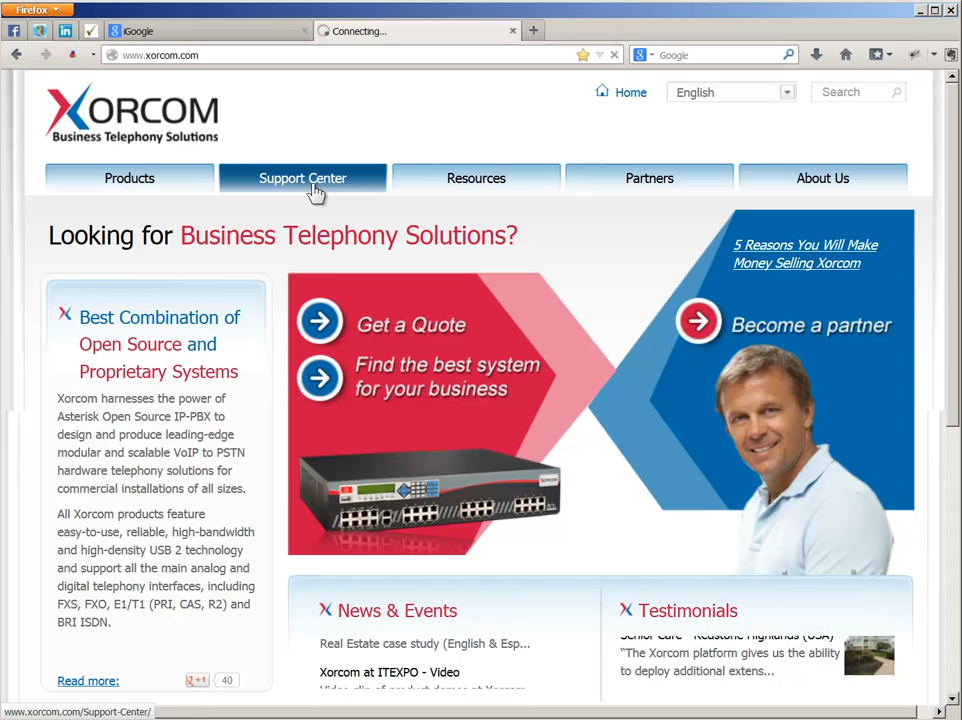 Firefox
iGoogle
Connecting...
www.xorcom.com
Google
XORCOM
Business Telephony Solutions
Home
English
Search
Products
Support Center
Resources
Partners
About Us
Looking for Business Telephony Solutions?
5 Reasons You Will Make
Money Selling Xorcom
Best Combination of
Open Source and
Proprietary Systems
Xorcom harnesses the power of
Asterisk Open Source IP-PBX to
design and produce leading-edge
modular and scalable VoIP to PSTN
hardware telephony solutions for
commercial installations of all sizes.
All Xorcom products feature
easy-to-use, reliable, high-bandwidth
and high-density USB 2 technology
and support all the main analog and
digital telephony interfaces, including
FXS, FXO, E1/T1 (PRI, CAS, R2) and
BRI ISDN.
Read more:
+1
40
Get a Quote
Find the best system
for your business
XORCOM
Become a partner
News & Events
Real Estate case study (English & Esp...
Xorcom at ITEXPO - Video
Video clip of product demos at Xorcom
Testimonials
Senior Care - Redstone Highlands (USA)
"The Xorcom platform gives us the ability
to deploy additional extens...
www.xorcom.com/Support-Center/